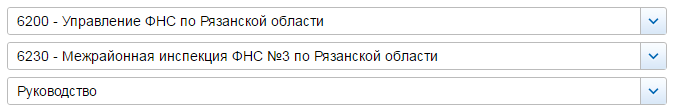 6200 - Управление ФНС по Рязанской области
6230 - Межрайонная инспекция ФНС №3 по Рязанской области
Руководство